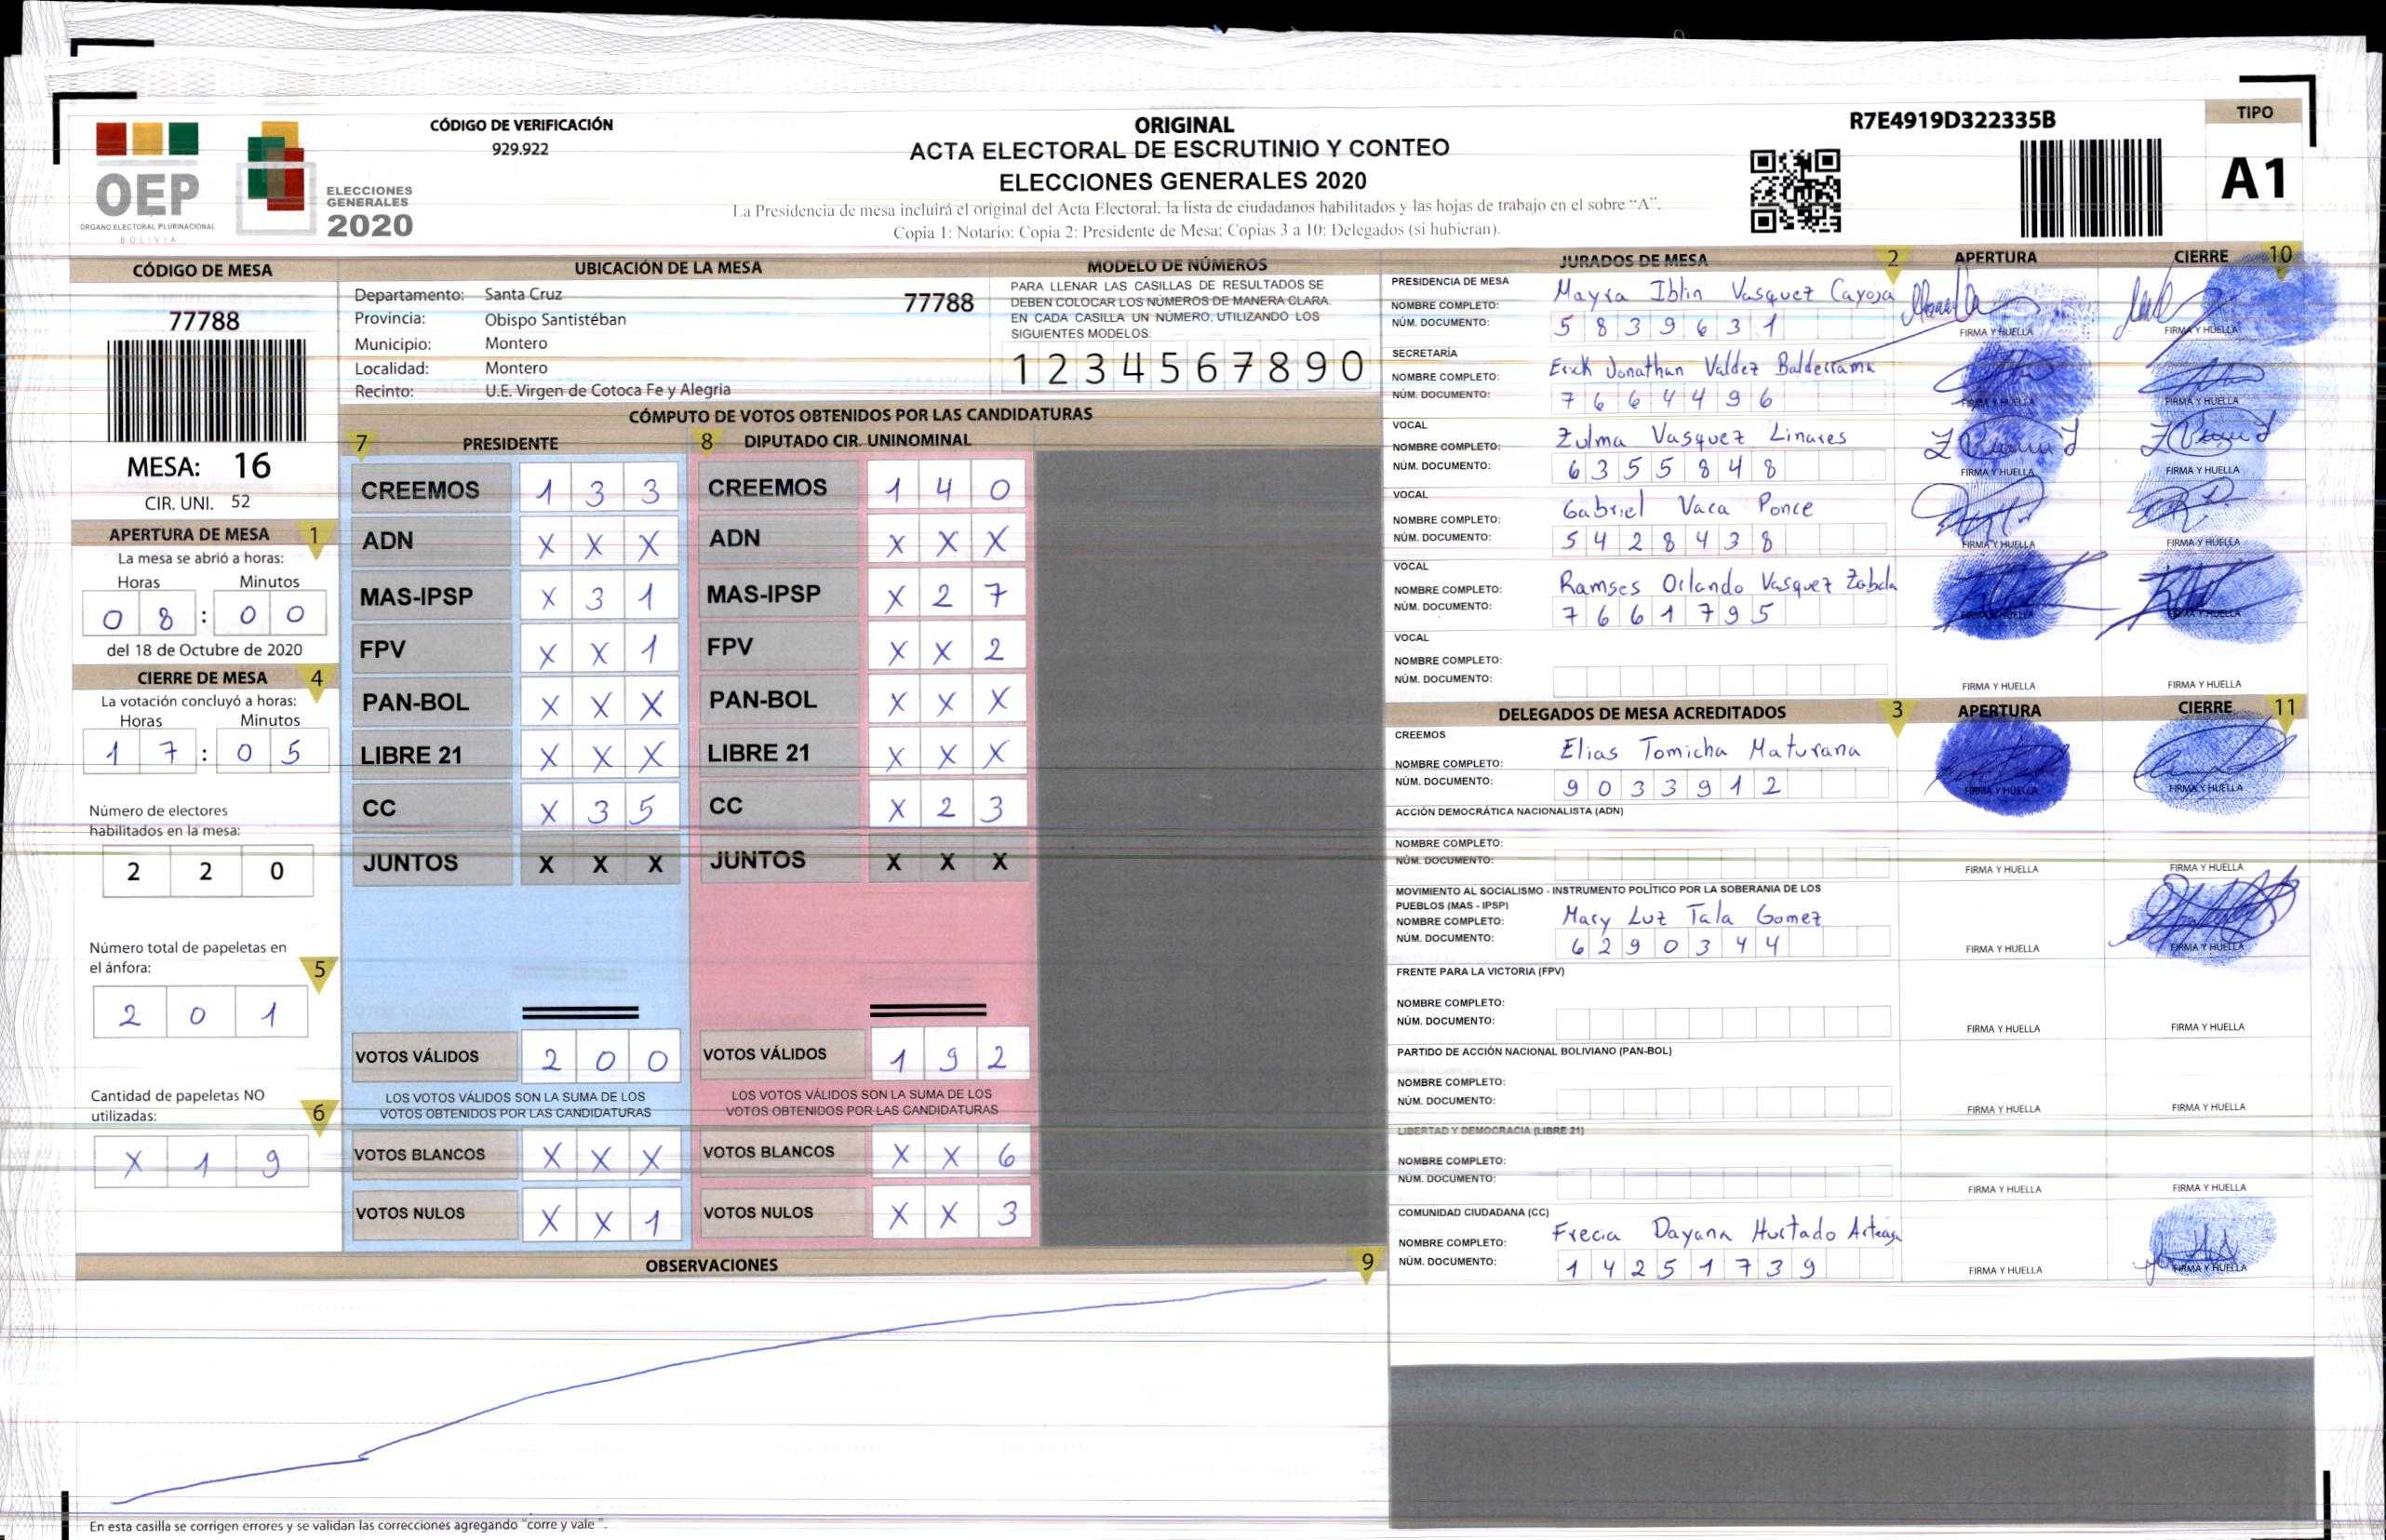 CÓDIGO DE VERIFICACIÓN
929.922
ORIGINAL
ACTA ELECTORAL DE ESCRUTINIO Y CONTEO
ELECCIONES GENERALES 2020
La Presidencia de mesa incluirá el original del Acta Electoral, la lista de ciudadanos habilitados y las hojas de trabajo en el sobre “A”.
Copia 1: Notario; Copia 2: Presidente de Mesa; Copias 3 a 10: Delegados (si hubieran).
R7E4919D322335B
TIPO
A1
OEP
ÓRGANO ELECTORAL PLURINACIONAL
BOLIVIA
ELECCIONES
GENERALES
2020
CÓDIGO DE MESA
77788
MESA: 16
CIR. UNI. 52
APERTURA DE MESA 1
La mesa se abrió a horas:
Horas Minutos
0 8 : 0 0
del 18 de Octubre de 2020
CIERRE DE MESA 4
La votación concluyó a horas:
Horas Minutos
1 7 : 0 5
Número de electores
habilitados en la mesa:
2 2 0
Número total de papeletas en
el ánfora: 5
2 0 1
Cantidad de papeletas NO
utilizadas: 6
X 1 9
UBICACIÓN DE LA MESA
Departamento: Santa Cruz 77788
Provincia: Obispo Santistéban
Municipio: Montero
Localidad: Montero
Recinto: U.E. Virgen de Cotoca Fe y Alegria
MODELO DE NÚMEROS
PARA LLENAR LAS CASILLAS DE RESULTADOS SE
DEBEN COLOCAR LOS NÚMEROS DE MANERA CLARA.
EN CADA CASILLA UN NÚMERO, UTILIZANDO LOS
SIGUIENTES MODELOS:
1 2 3 4 5 6 7 8 9 0
CÓMPUTO DE VOTOS OBTENIDOS POR LAS CANDIDATURAS
7 PRESIDENTE 8 DIPUTADO CIR. UNINOMINAL
CREEMOS 1 3 3 CREEMOS 1 4 0
ADN X X X ADN X X X
MAS-IPSP X 3 1 MAS-IPSP X 2 7
FPV X X 1 FPV X X 2
PAN-BOL X X X PAN-BOL X X X
LIBRE 21 X X X LIBRE 21 X X X
CC X 3 5 CC X 2 3
JUNTOS X X X JUNTOS X X X
VOTOS VÁLIDOS 2 0 0 VOTOS VÁLIDOS 1 9 2
LOS VOTOS VÁLIDOS SON LA SUMA DE LOS LOS VOTOS VÁLIDOS SON LA SUMA DE LOS
VOTOS OBTENIDOS POR LAS CANDIDATURAS VOTOS OBTENIDOS POR LAS CANDIDATURAS
VOTOS BLANCOS X X X VOTOS BLANCOS X X 6
VOTOS NULOS X X 1 VOTOS NULOS X X 3
OBSERVACIONES 9
En esta casilla se corrigen errores y se validan las correcciones agregando “corre y vale”.
JURADOS DE MESA 2 APERTURA CIERRE 10
PRESIDENCIA DE MESA
NOMBRE COMPLETO: Mayra Iblin Vasquez Cayoja
NÚM. DOCUMENTO: 5 8 3 9 6 3 1 FIRMA Y HUELLA FIRMA Y HUELLA
SECRETARÍA
NOMBRE COMPLETO: Erick Jonathan Valdez Balderrama
NÚM. DOCUMENTO: 7 6 6 4 4 9 6 FIRMA Y HUELLA FIRMA Y HUELLA
VOCAL
NOMBRE COMPLETO: Zulma Vasquez Linares
NÚM. DOCUMENTO: 6 3 5 5 8 4 8 FIRMA Y HUELLA FIRMA Y HUELLA
VOCAL
NOMBRE COMPLETO: Gabriel Vaca Ponce
NÚM. DOCUMENTO: 5 4 2 8 4 3 8 FIRMA Y HUELLA FIRMA Y HUELLA
VOCAL
NOMBRE COMPLETO: Ramses Orlando Vasquez Zabala
NÚM. DOCUMENTO: 7 6 6 1 7 9 5 FIRMA Y HUELLA FIRMA Y HUELLA
VOCAL
NOMBRE COMPLETO:
NÚM. DOCUMENTO: FIRMA Y HUELLA FIRMA Y HUELLA
DELEGADOS DE MESA ACREDITADOS 3 APERTURA CIERRE 11
CREEMOS
NOMBRE COMPLETO: Elias Tomicha Maturana
NÚM. DOCUMENTO: 9 0 3 3 9 1 2 FIRMA Y HUELLA FIRMA Y HUELLA
ACCIÓN DEMOCRÁTICA NACIONALISTA (ADN)
NOMBRE COMPLETO:
NÚM. DOCUMENTO: FIRMA Y HUELLA FIRMA Y HUELLA
MOVIMIENTO AL SOCIALISMO - INSTRUMENTO POLÍTICO POR LA SOBERANIA DE LOS
PUEBLOS (MAS - IPSP)
NOMBRE COMPLETO: Mary Luz Tala Gomez
NÚM. DOCUMENTO: 6 2 9 0 3 4 4 FIRMA Y HUELLA FIRMA Y HUELLA
FRENTE PARA LA VICTORIA (FPV)
NOMBRE COMPLETO:
NÚM. DOCUMENTO: FIRMA Y HUELLA FIRMA Y HUELLA
PARTIDO DE ACCIÓN NACIONAL BOLIVIANO (PAN-BOL)
NOMBRE COMPLETO:
NÚM. DOCUMENTO: FIRMA Y HUELLA FIRMA Y HUELLA
LIBERTAD Y DEMOCRACIA (LIBRE 21)
NOMBRE COMPLETO:
NÚM. DOCUMENTO: FIRMA Y HUELLA FIRMA Y HUELLA
COMUNIDAD CIUDADANA (CC)
NOMBRE COMPLETO: Frecia Dayana Hurtado Arteaga
NÚM. DOCUMENTO: 1 4 2 5 1 7 3 9 FIRMA Y HUELLA FIRMA Y HUELLA